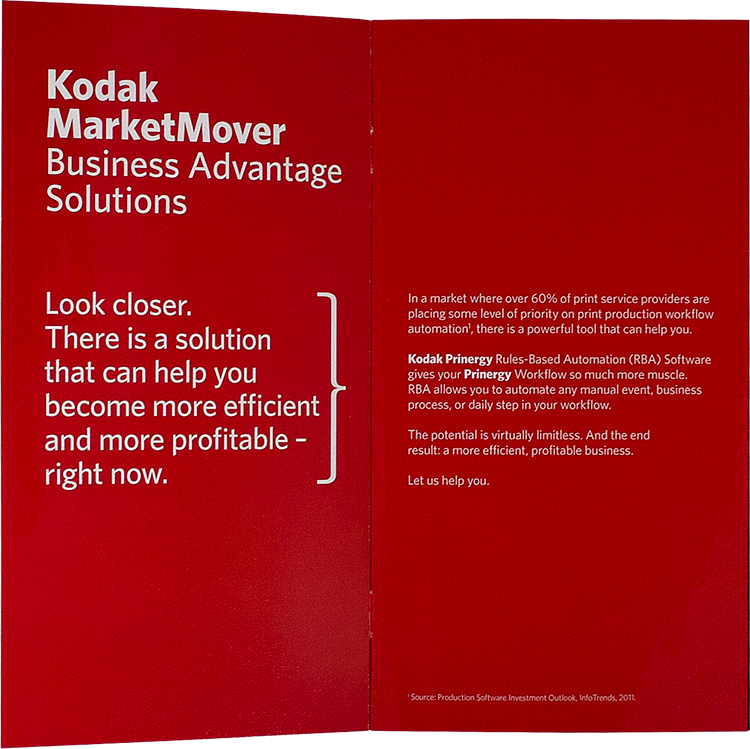 Kodak
MarketMover
Business Advantage
Solutions
Look closer.
There is a solution
that can help you
become more efficient
and more profitable –
right now.
In a market where over 60% of print service providers are
placing some level of priority on print production workflow
automation¹, there is a powerful tool that can help you.
Kodak Prinergy Rules-Based Automation (RBA) Software
gives your Prinergy Workflow so much more muscle.
RBA allows you to automate any manual event, business
process, or daily step in your workflow.
The potential is virtually limitless. And the end
result: a more efficient, profitable business.
Let us help you.
¹ Source: Production Software Investment Outlook, InfoTrends, 2011.